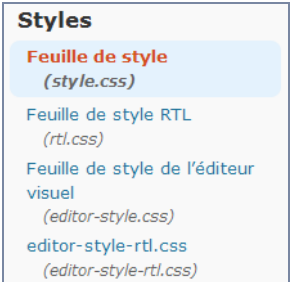 Styles
Feuille de style
(style.css)
Feuille de style RTL
(rtl.css)
Feuille de style de l’éditeur
visuel
(editor-style.css)
editor-style-rtl.css
(editor-style-rtl.css)